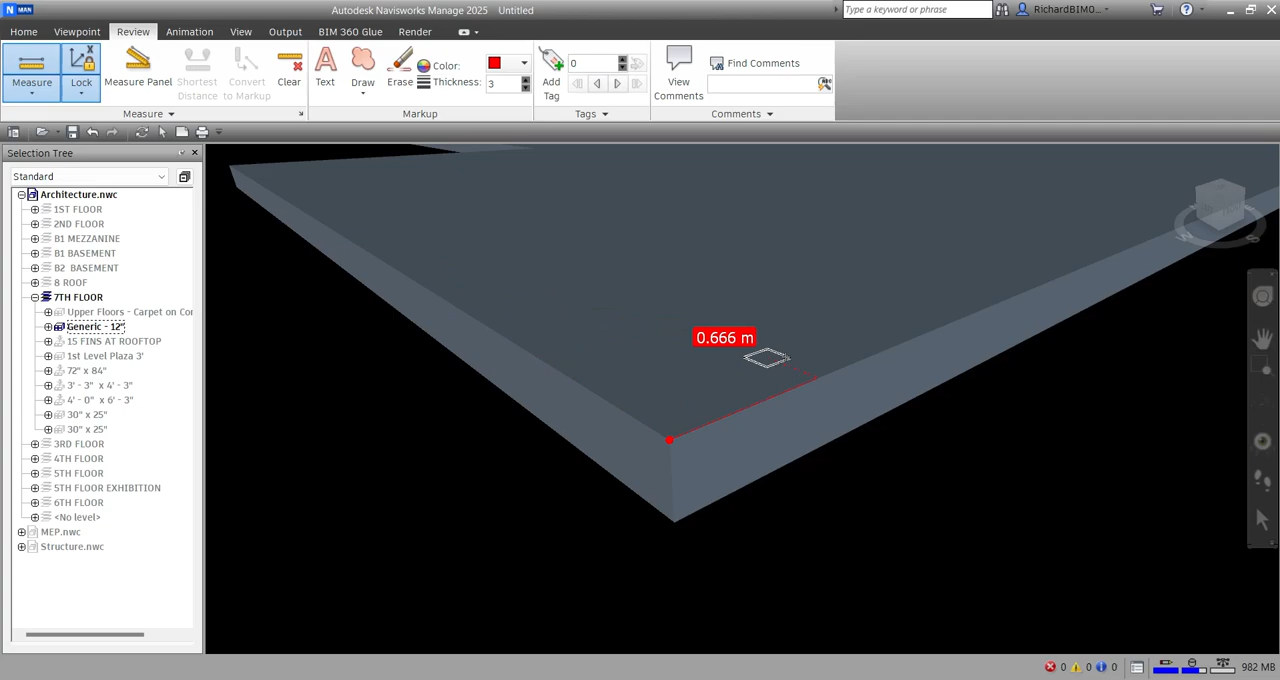 MAN
Autodesk Navisworks Manage 2025 Untitled
Type a keyword or phrase
RichardBIMO...
Home Viewpoint Review Animation View Output BIM 360 Glue Render
Measure
Lock
Measure Panel
Shortest Distance
Convert to Markup
Clear
Text
Draw
Erase
Color:
Thickness: 3
Add Tag
0
View Comments
Find Comments
Measure
Markup
Tags
Comments
Selection Tree
Standard
Architecture.nwc
1ST FLOOR
2ND FLOOR
B1 MEZZANINE
B1 BASEMENT
B2 BASEMENT
8 ROOF
7TH FLOOR
Upper Floors - Carpet on Cor
Generic - 12"
15 FINS AT ROOFTOP
1st Level Plaza 3'
72" x 84"
3' - 3" x 4' - 3"
4' - 0" x 6' - 3"
30" x 25"
30" x 25"
3RD FLOOR
4TH FLOOR
5TH FLOOR
5TH FLOOR EXHIBITION
6TH FLOOR
<No level>
MEP.nwc
Structure.nwc
0.666 m
W
S
0 0 0 982 MB